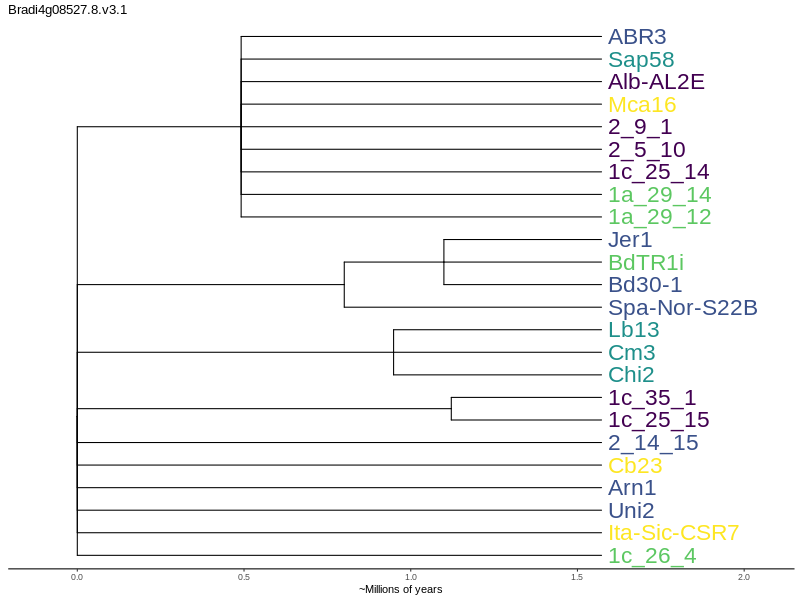 Bradi4g08527.8.v3.1
ABR3
Sap58
Alb-AL2E
Mca16
2_9_1
2_5_10
1c_25_14
1a_29_14
1a_29_12
Jer1
BdTR1i
Bd30-1
Spa-Nor-S22B
Lb13
Cm3
Chi2
1c_35_1
1c_25_15
2_14_15
Cb23
Arn1
Uni2
Ita-Sic-CSR7
1c_26_4
0.0 0.5 1.0 1.5 2.0
~Millions of years